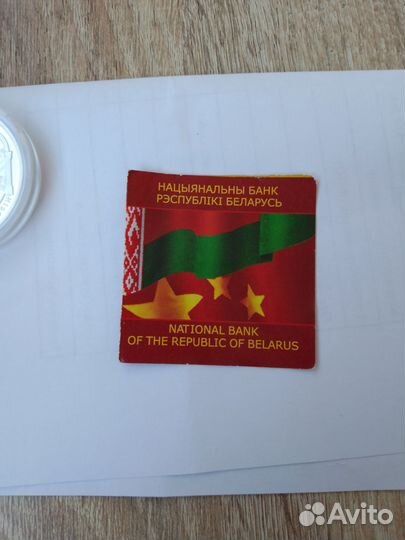 НАЦЫЯНАЛЬНЫ БАНК
РЭСПУБЛІКІ БЕЛАРУСЬ
NATIONAL BANK
OF THE REPUBLIC OF BELARUS
Avito